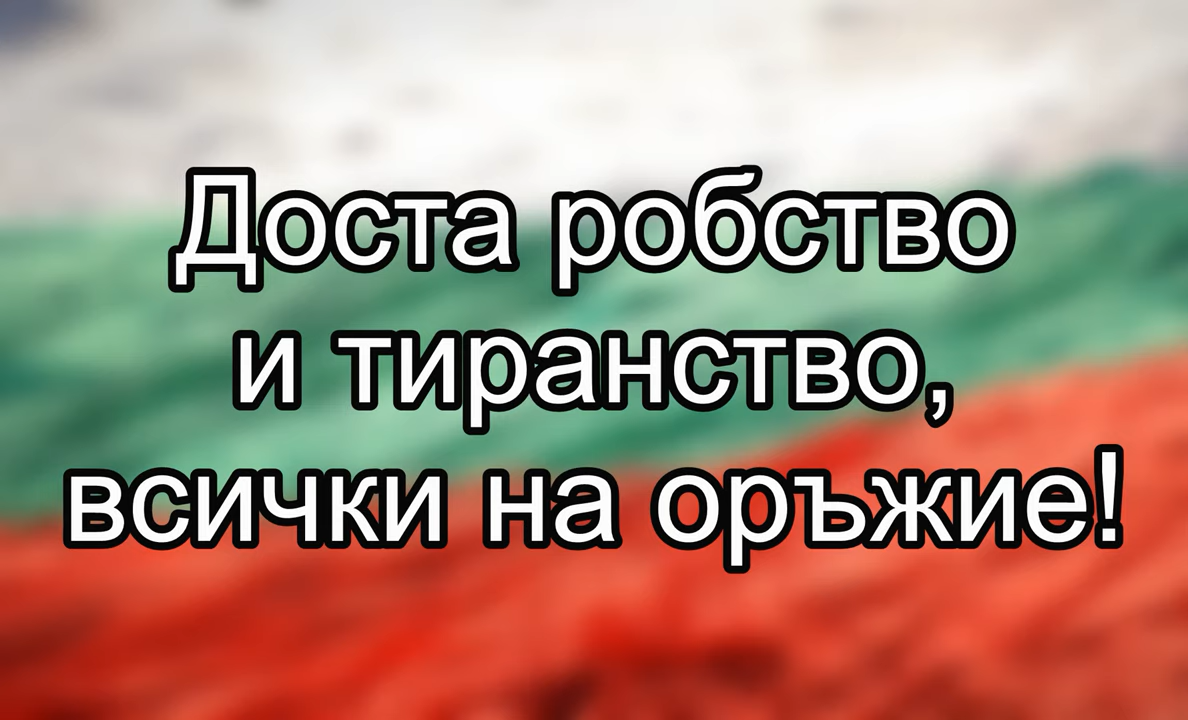 Доста робство
и тиранство,
всички на оръжие!